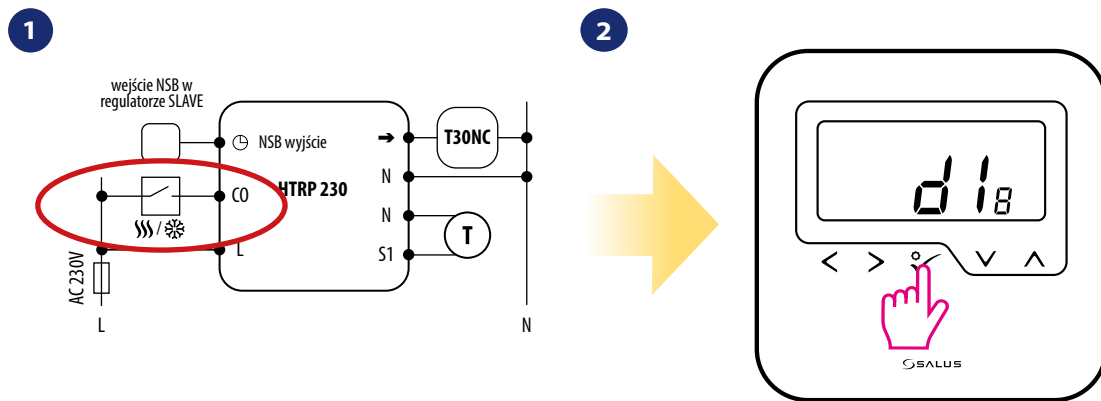 1
2
wejście NSB w
regulatorze SLAVE
NSB wyjście
T30NC
N
CO
HTRP 230
N
T
S1
L
AC 230V
L
N
d18
SALUS